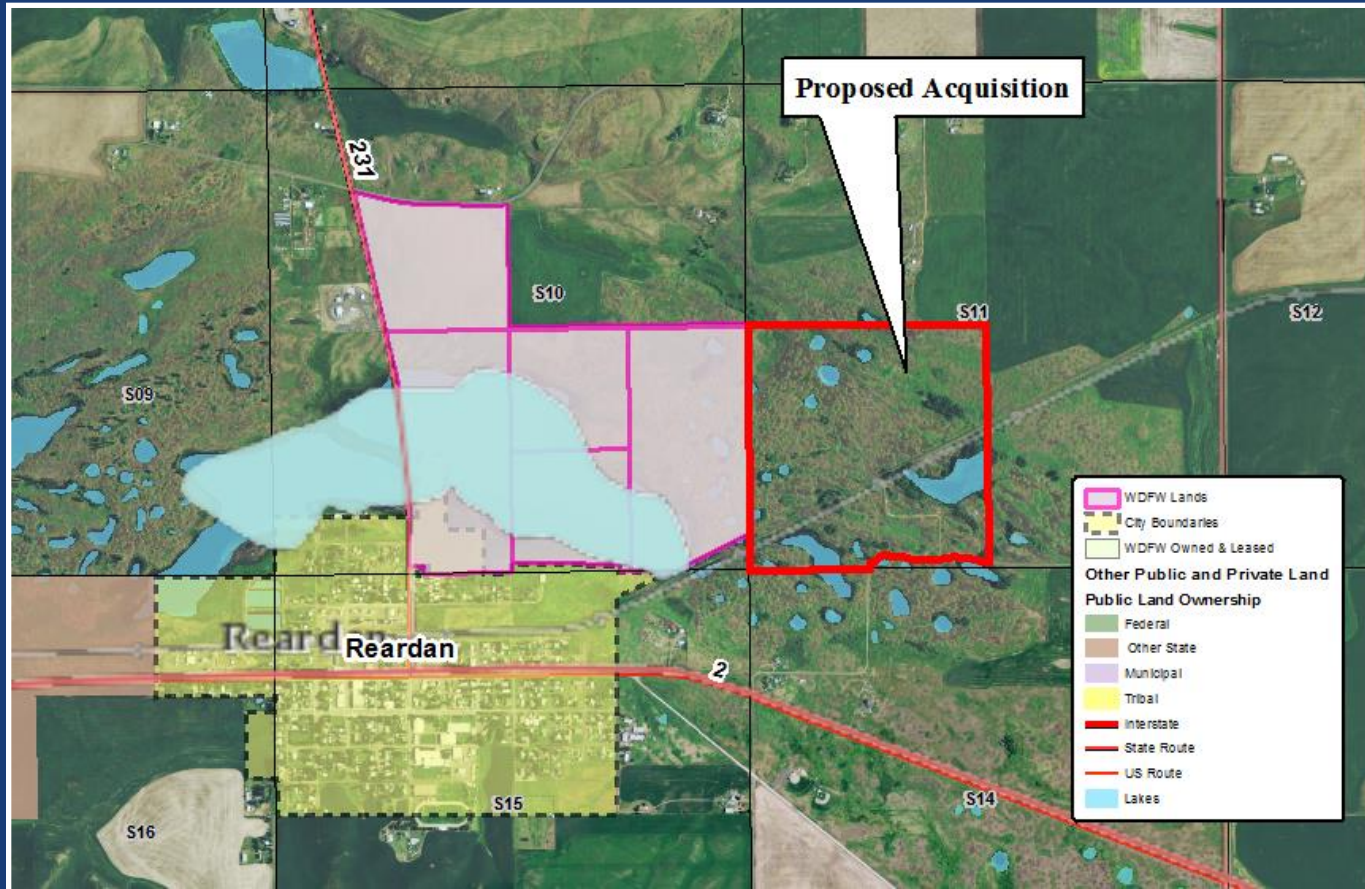 Proposed Acquisition
231
S10
S11
S12
S09
Reardan
Reardan
2
S15
S14
S16
WDFW Lands
City Boundaries
WDFW Owned & Leased
Other Public and Private Land
Public Land Ownership
Federal
Other State
Municipal
Tribal
Interstate
State Route
US Route
Lakes